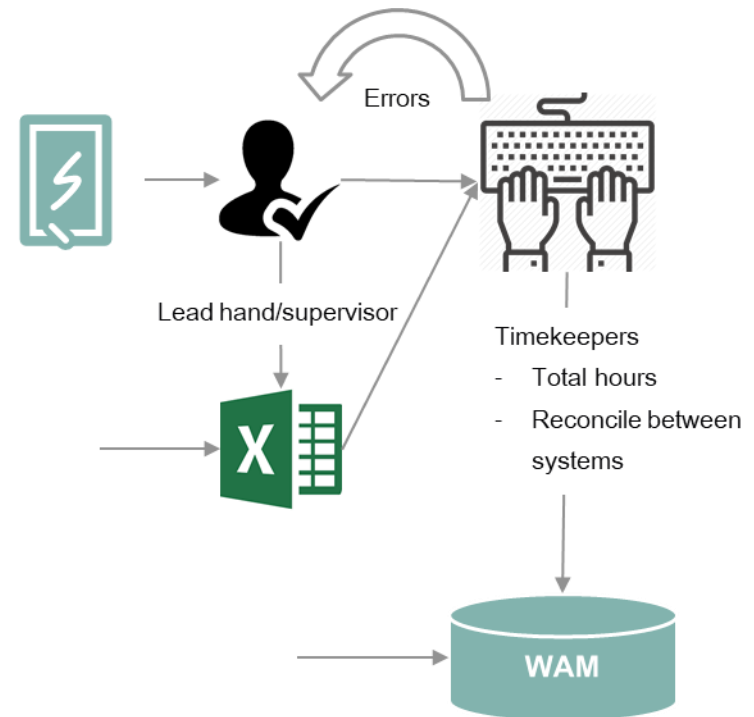 Errors
Lead hand/supervisor
Timekeepers
- Total hours
- Reconcile between
systems
X
WAM